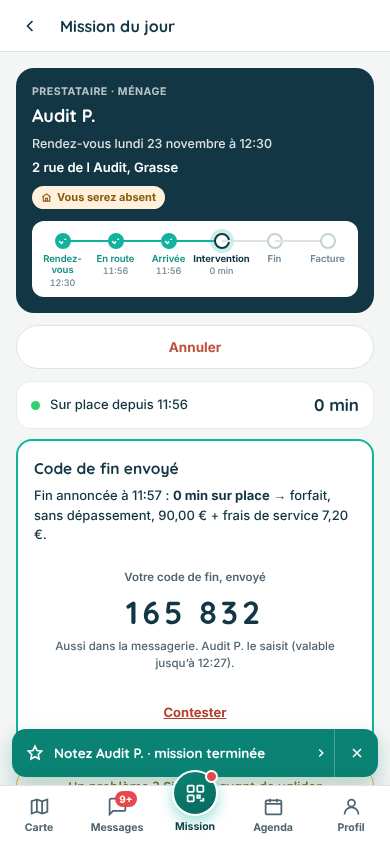 Mission du jour
PRESTATAIRE · MÉNAGE
Audit P.
Rendez-vous lundi 23 novembre à 12:30
2 rue de l Audit, Grasse
Vous serez absent
Rendez-vous
12:30
En route
11:56
Arrivée
11:56
Intervention
0 min
Fin
Facture
Annuler
Sur place depuis 11:56
0 min
Code de fin envoyé
Fin annoncée à 11:57 : 0 min sur place → forfait,
sans dépassement, 90,00 € + frais de service 7,20
€.
Votre code de fin, envoyé
165 832
Aussi dans la messagerie. Audit P. le saisit (valable
jusqu'à 12:27).
Contester
Notez Audit P. · mission terminée
Carte
9+
Messages
Mission
Agenda
Profil